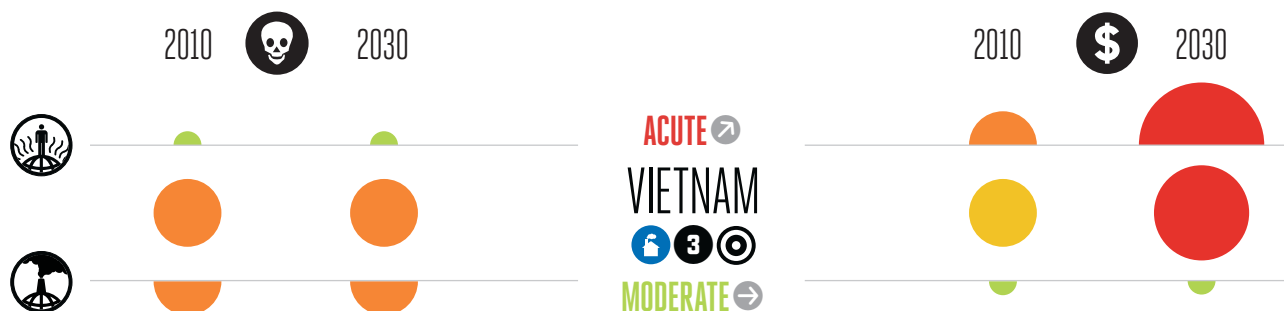 2010 2030 2010 $ 2030
ACUTE
VIETNAM
3
MODERATE